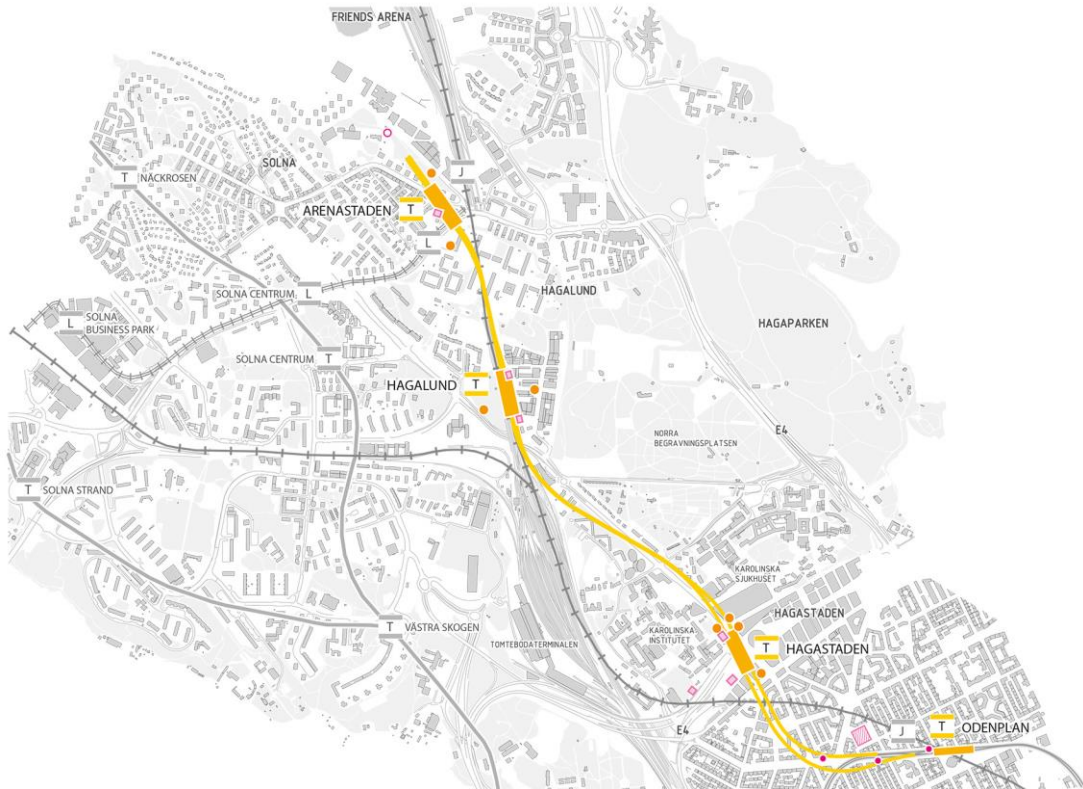 FRIENDS ARENA
J
SOLNA
T NÄCKROSEN
ARENASTADEN T
L
SOLNA CENTRUM L
HAGALUND
L SOLNA
BUSINESS PARK
HAGAPARKEN
SOLNA CENTRUM T
HAGALUND T
E4
NORRA
BEGRAVNINGSPLATSEN
T SOLNA STRAND
KAROLINSKA
SJUKHUSET
HAGASTADEN
T VÄSTRA SKOGEN
KAROLINSKA
INSTITUTET
TOMTEBODATERMINALEN
T HAGASTADEN
E4
J
T ODENPLAN